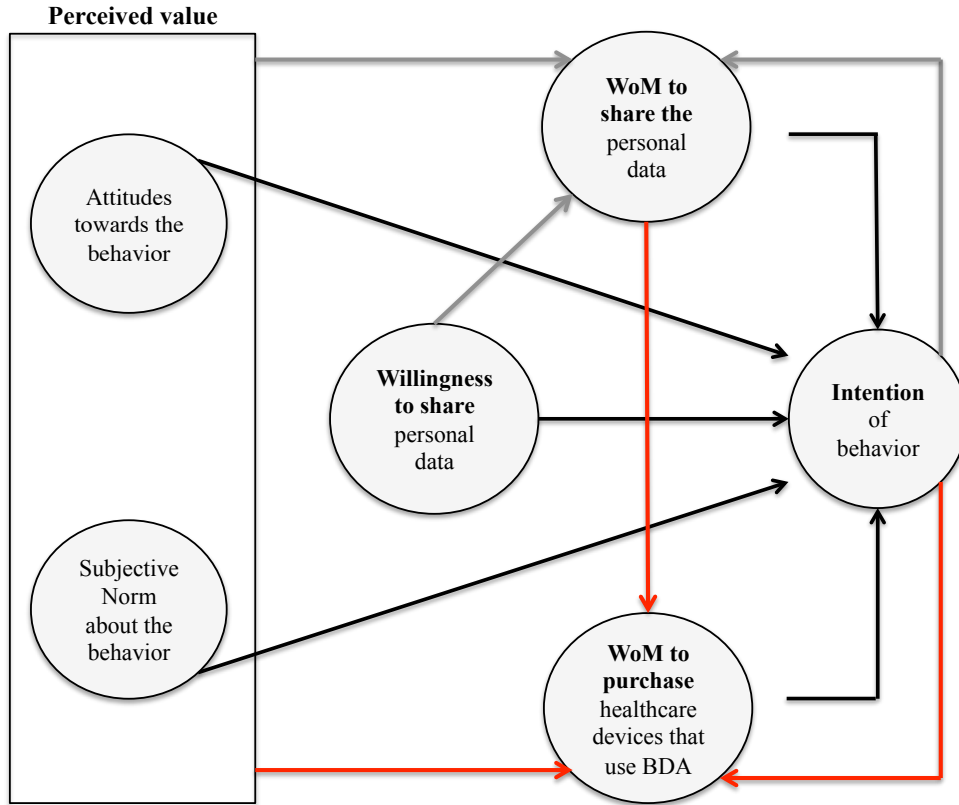 Perceived value
WoM to
share the
personal
data
Attitudes
towards the
behavior
Willingness
to share
personal
data
Intention
of
behavior
Subjective
Norm
about the
behavior
WoM to
purchase
healthcare
devices that
use BDA